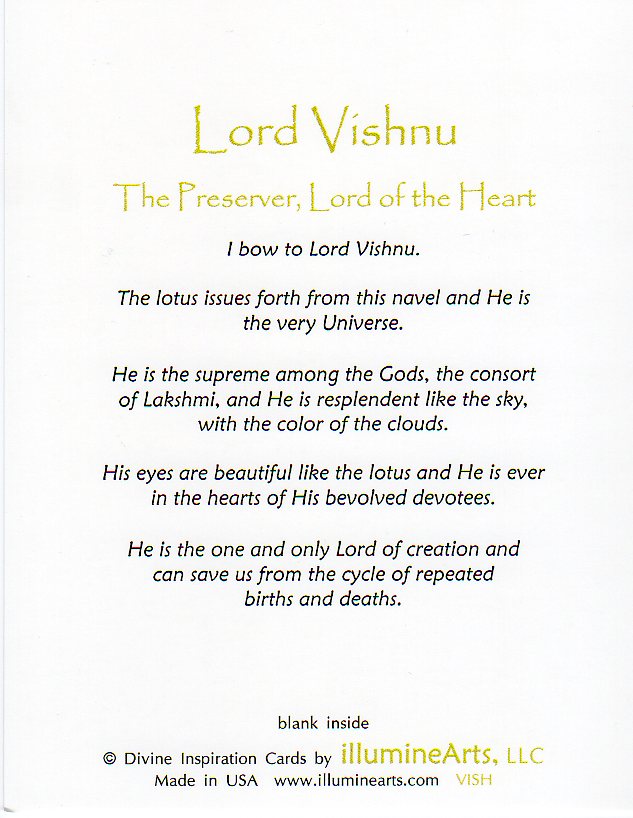 Lord Vishnu
The Preserver, Lord of the Heart
I bow to Lord Vishnu.
The lotus issues forth from this navel and He is
the very Universe.
He is the supreme among the Gods, the consort
of Lakshmi, and He is resplendent like the sky,
with the color of the clouds.
His eyes are beautiful like the lotus and He is ever
in the hearts of His bevolved devotees.
He is the one and only Lord of creation and
can save us from the cycle of repeated
births and deaths.
blank inside
© Divine Inspiration Cards by illumineArts, LLC
Made in USA www.illuminearts.com VISH